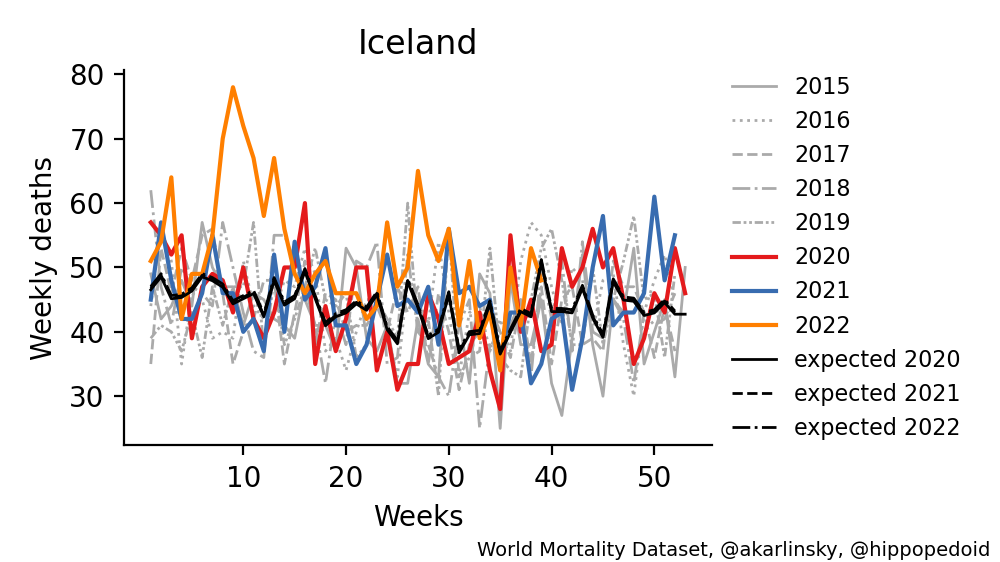 Iceland
Weekly deaths
80
70
60
50
40
30
10 20 30 40 50
Weeks
2015
2016
2017
2018
2019
2020
2021
2022
expected 2020
expected 2021
expected 2022
World Mortality Dataset, @akarlinsky, @hippopedoid